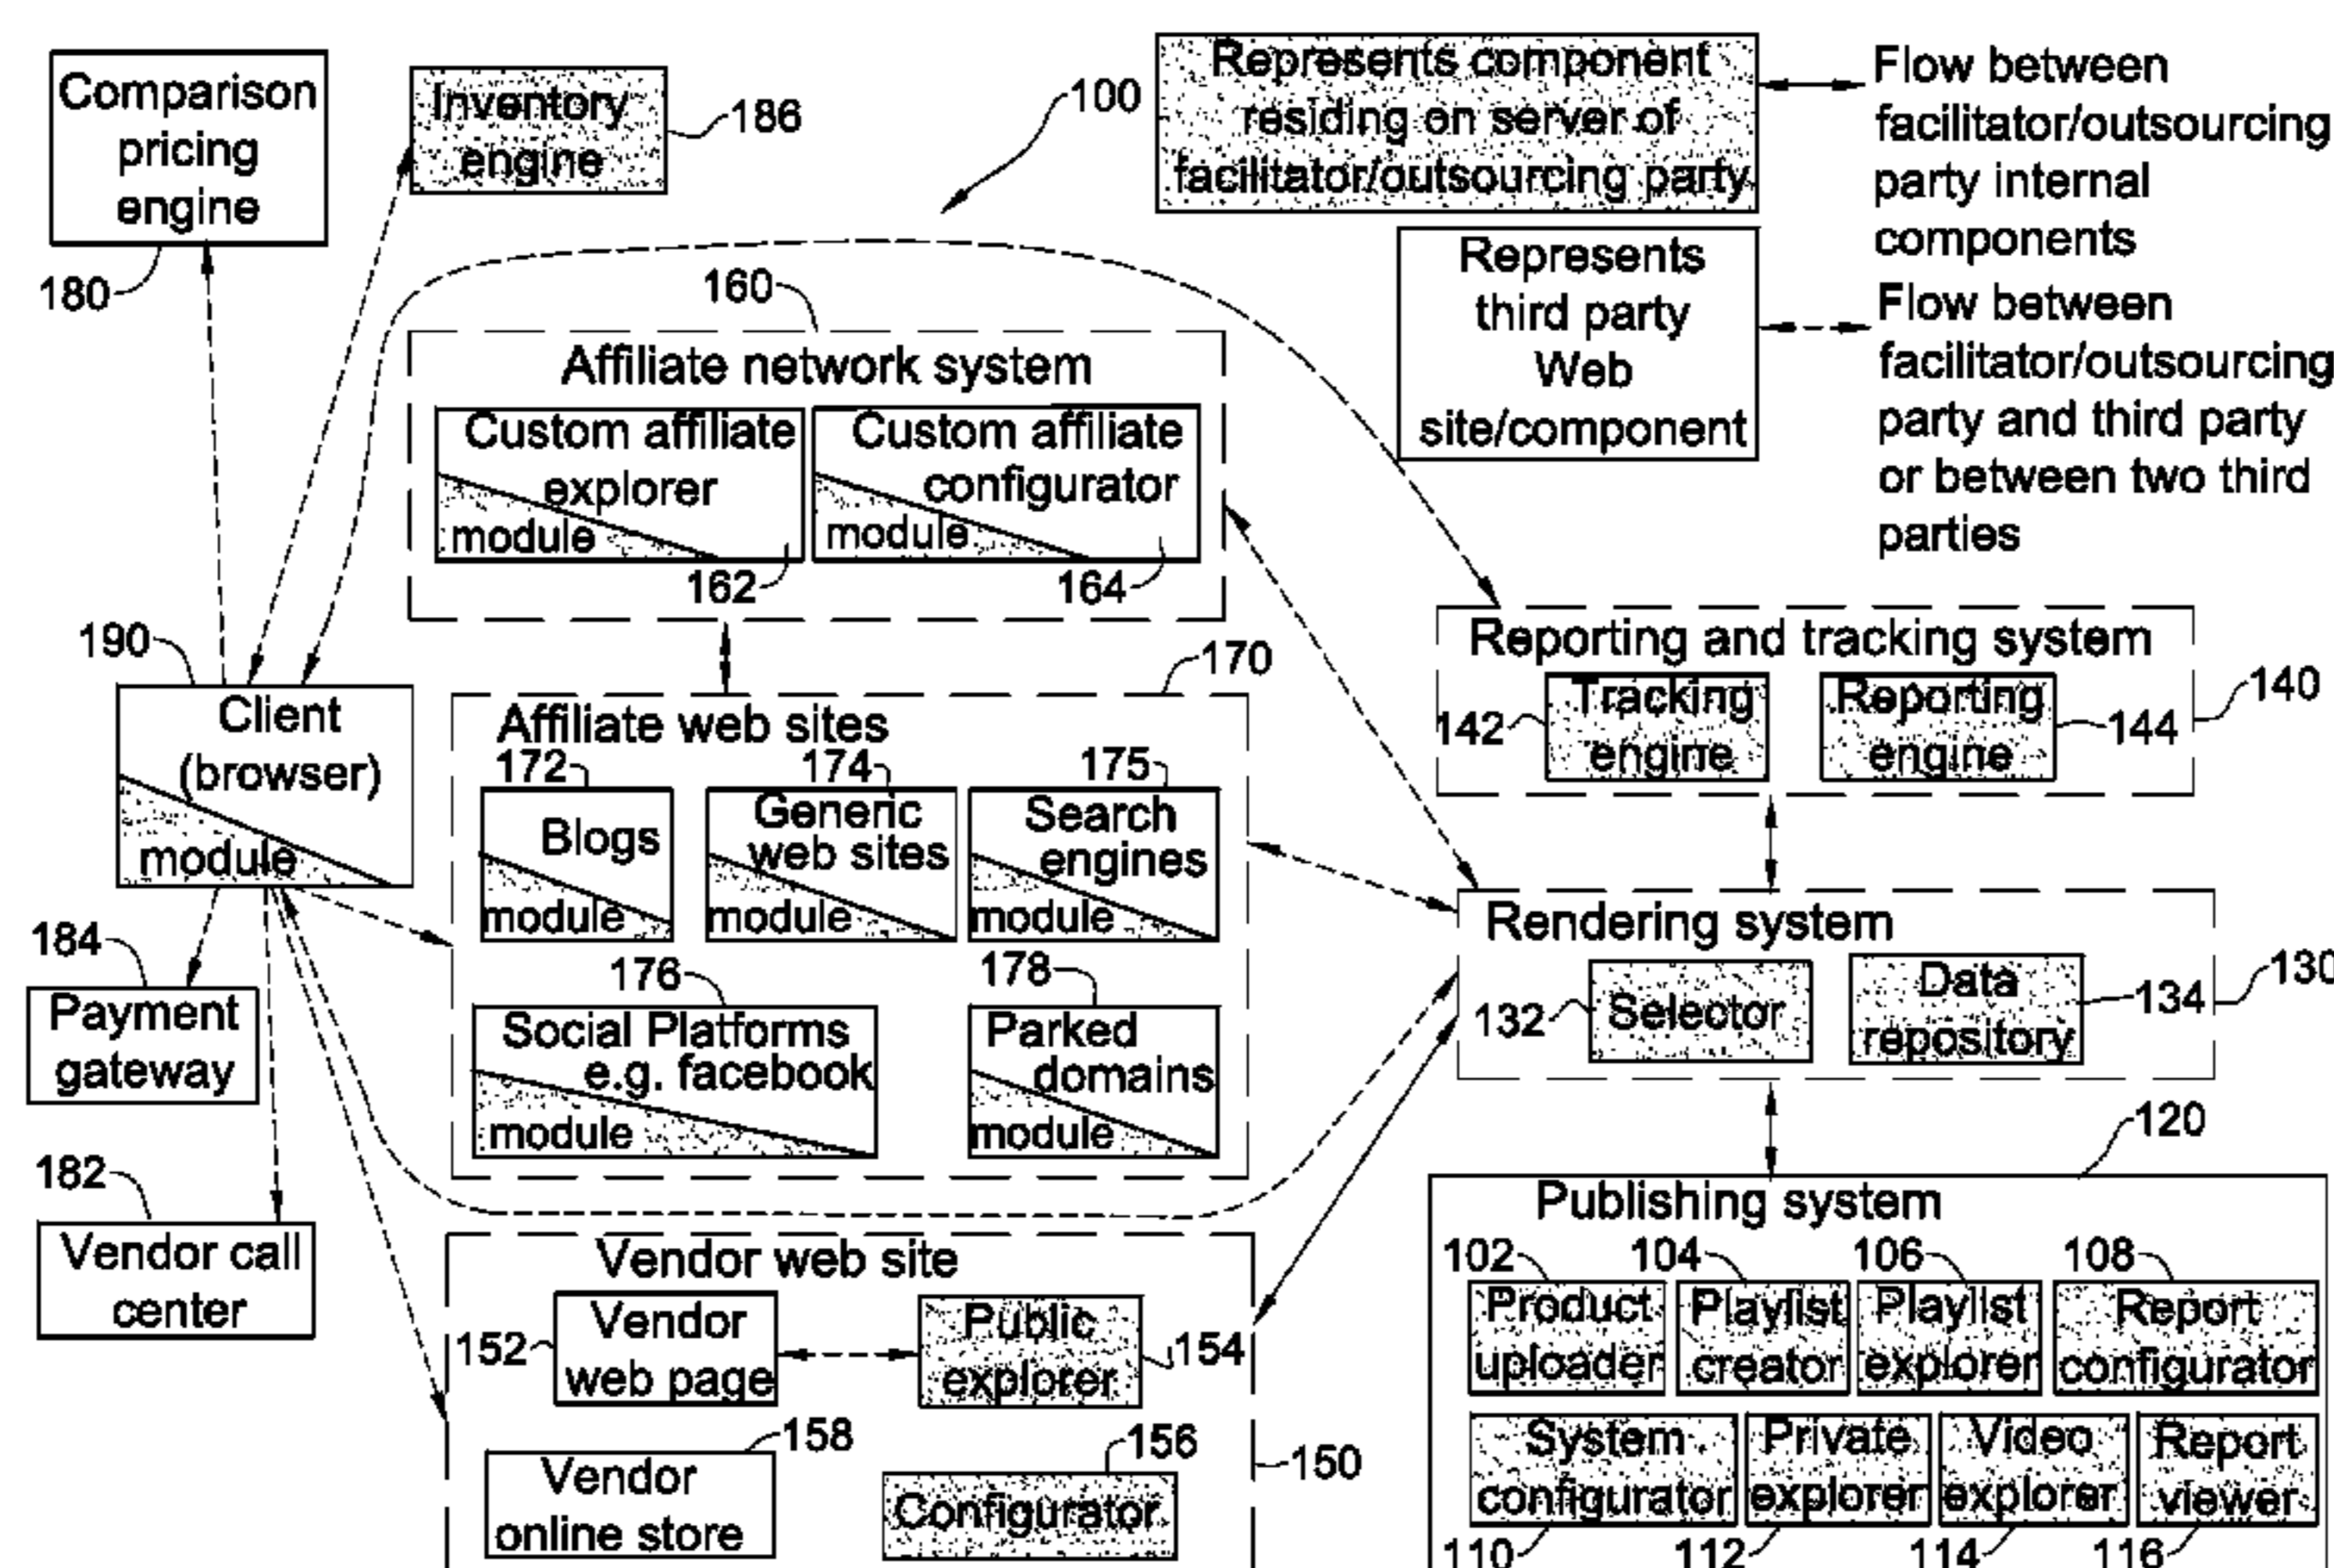 Comparison
pricing
engine
180
Inventory
engine
186
100
Represents component
residing on server of
facilitator/outsourcing party
Flow between
facilitator/outsourcing
party internal
components
Represents
third party
Web
site/component
Flow between
facilitator/outsourcing
party and third party
or between two third
parties
160
Affiliate network system
Custom affiliate
explorer
module
162
Custom affiliate
configurator
module
164
190
Client
(browser)
module
170
Affiliate web sites
172
Blogs
module
174
Generic
web sites
module
175
Search
engines
module
176
Social Platforms
e.g. facebook
module
178
Parked
domains
module
Reporting and tracking system
140
142
Tracking
engine
Reporting
engine
144
Rendering system
130
132
Selector
Data
repository
134
184
Payment
gateway
182
Vendor call
center
Vendor web site
152
Vendor
web page
Public
explorer
154
158
Vendor
online store
156
Configurator
150
120
Publishing system
102
Product
uploader
104
Playlist
creator
106
Playlist
explorer
108
Report
configurator
System
configurator
110
Private
explorer
112
Video
explorer
114
Report
viewer
116